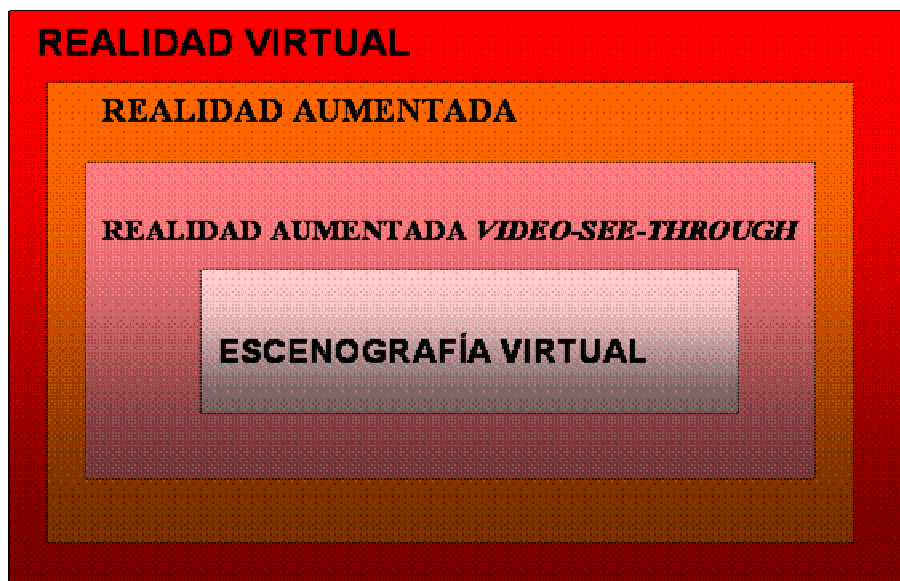 REALIDAD VIRTUAL
REALIDAD AUMENTADA
REALIDAD AUMENTADA VIDEO-SEE-THROUGH
ESCENOGRAFÍA VIRTUAL